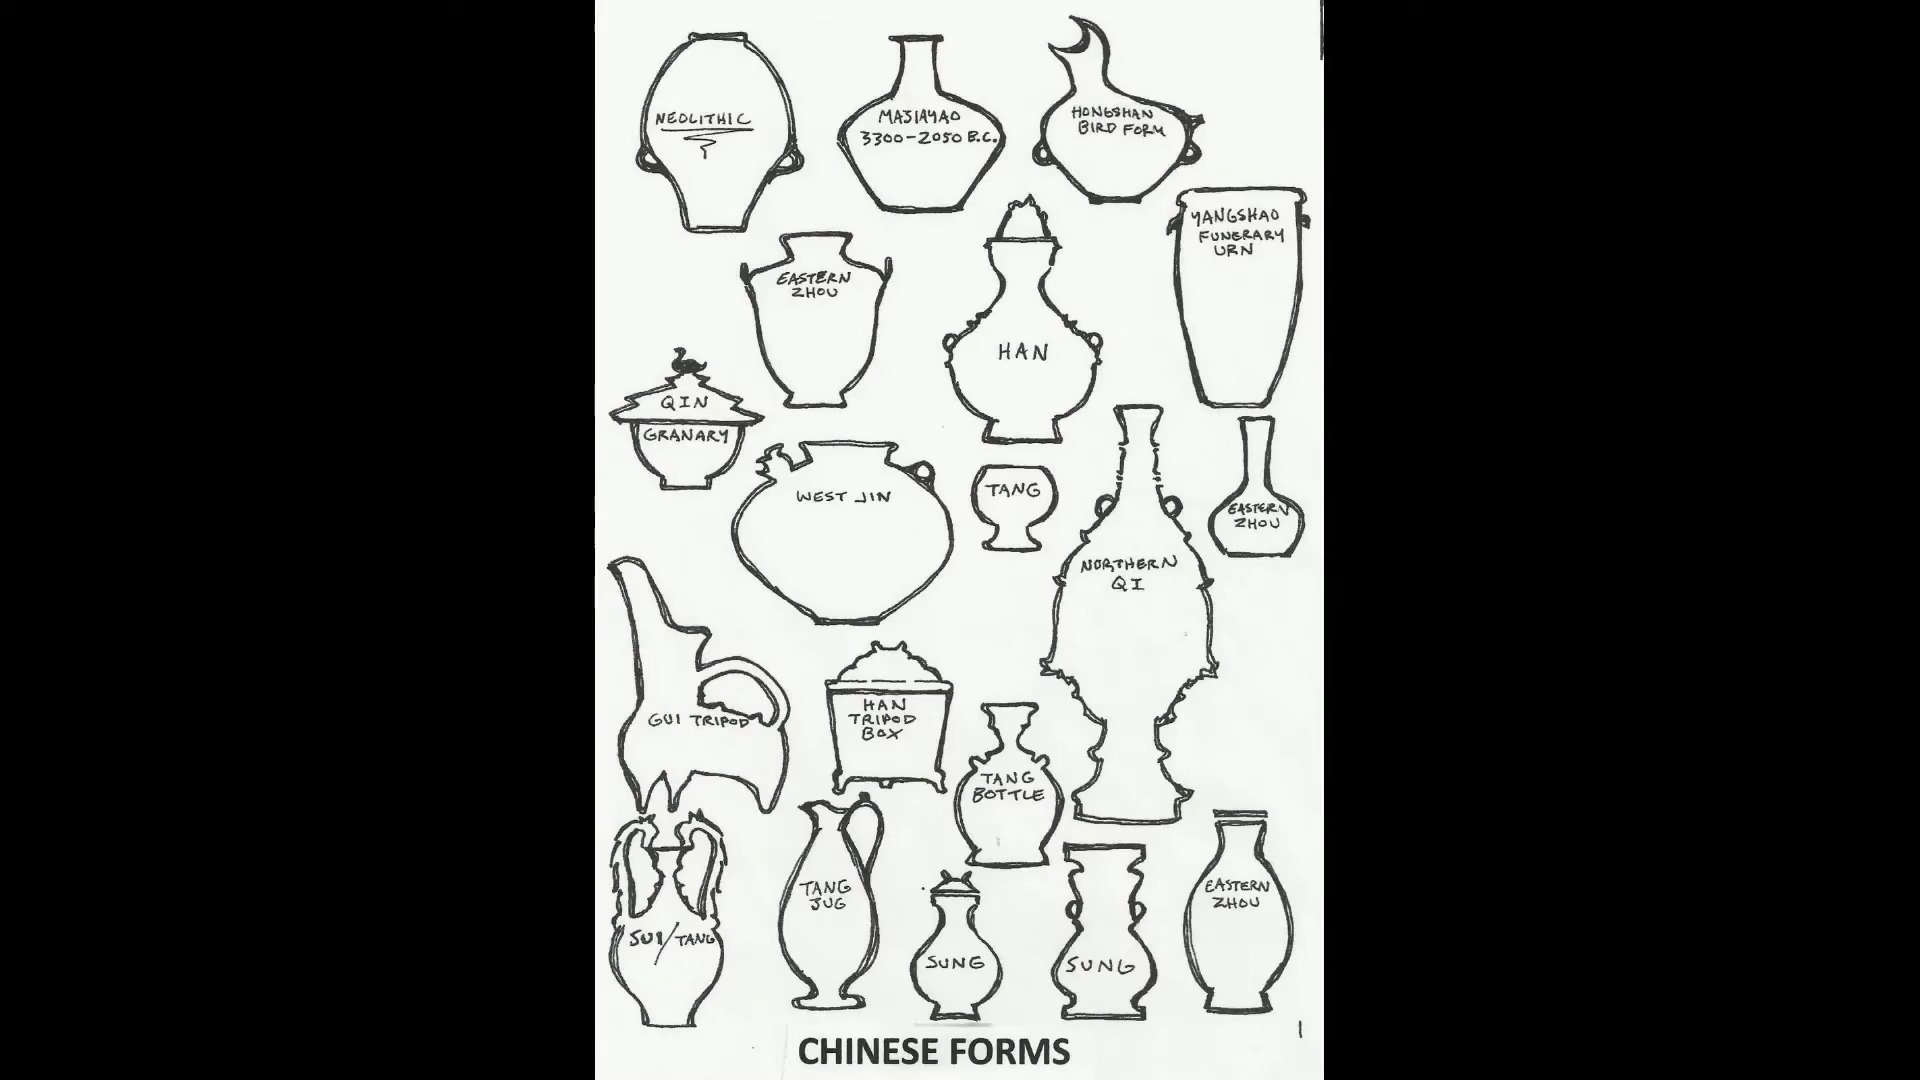 NEOLITHIC
MAJIAYAO
3300-2050 B.C.
HONGSHAN
BIRD FORM
YANGSHAO
FUNERARY
URN
EASTERN
ZHOU
HAN
QIN
GRANARY
WEST JIN
TANG
EASTERN
ZHOU
NORTHERN
QI
GUI TRIPOD
HAN
TRIPOD
BOX
TANG
BOTTLE
TANG
JUG
EASTERN
ZHOU
SUI/TANG
SUNG
SUNG
CHINESE FORMS